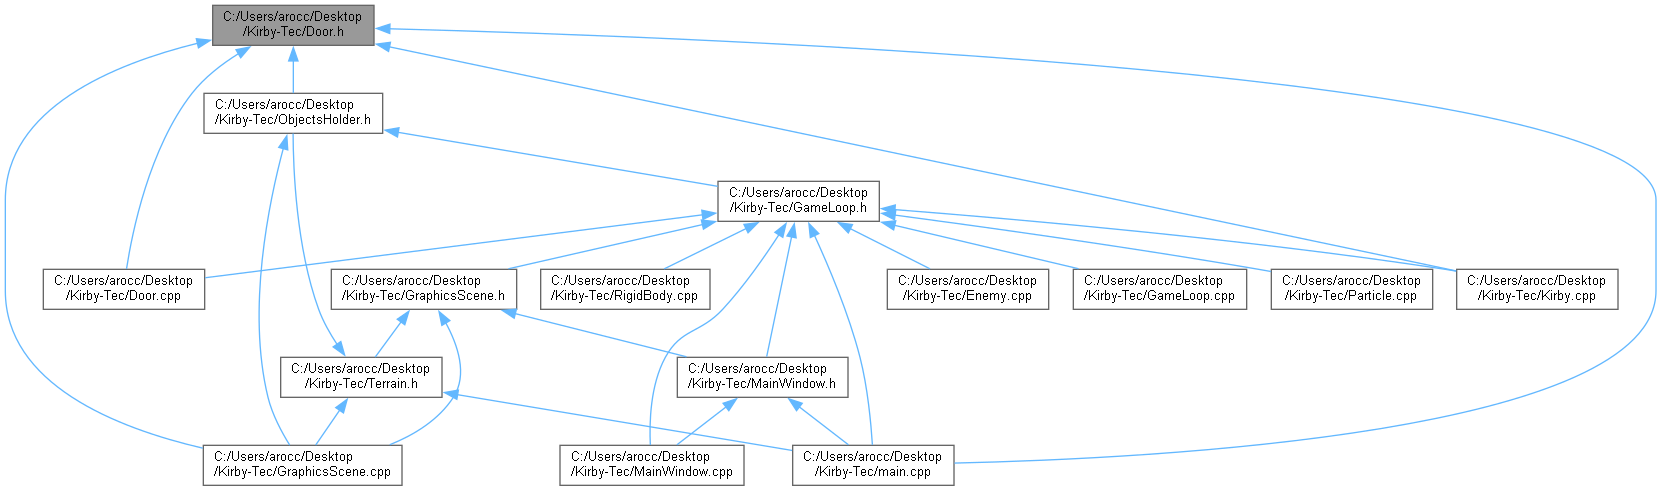 C:/Users/arocc/Desktop
/Kirby-Tec/Door.h
C:/Users/arocc/Desktop
/Kirby-Tec/ObjectsHolder.h
C:/Users/arocc/Desktop
/Kirby-Tec/GameLoop.h
C:/Users/arocc/Desktop
/Kirby-Tec/Door.cpp
C:/Users/arocc/Desktop
/Kirby-Tec/GraphicsScene.h
C:/Users/arocc/Desktop
/Kirby-Tec/RigidBody.cpp
C:/Users/arocc/Desktop
/Kirby-Tec/Enemy.cpp
C:/Users/arocc/Desktop
/Kirby-Tec/GameLoop.cpp
C:/Users/arocc/Desktop
/Kirby-Tec/Particle.cpp
C:/Users/arocc/Desktop
/Kirby-Tec/Kirby.cpp
C:/Users/arocc/Desktop
/Kirby-Tec/Terrain.h
C:/Users/arocc/Desktop
/Kirby-Tec/MainWindow.h
C:/Users/arocc/Desktop
/Kirby-Tec/GraphicsScene.cpp
C:/Users/arocc/Desktop
/Kirby-Tec/MainWindow.cpp
C:/Users/arocc/Desktop
/Kirby-Tec/main.cpp